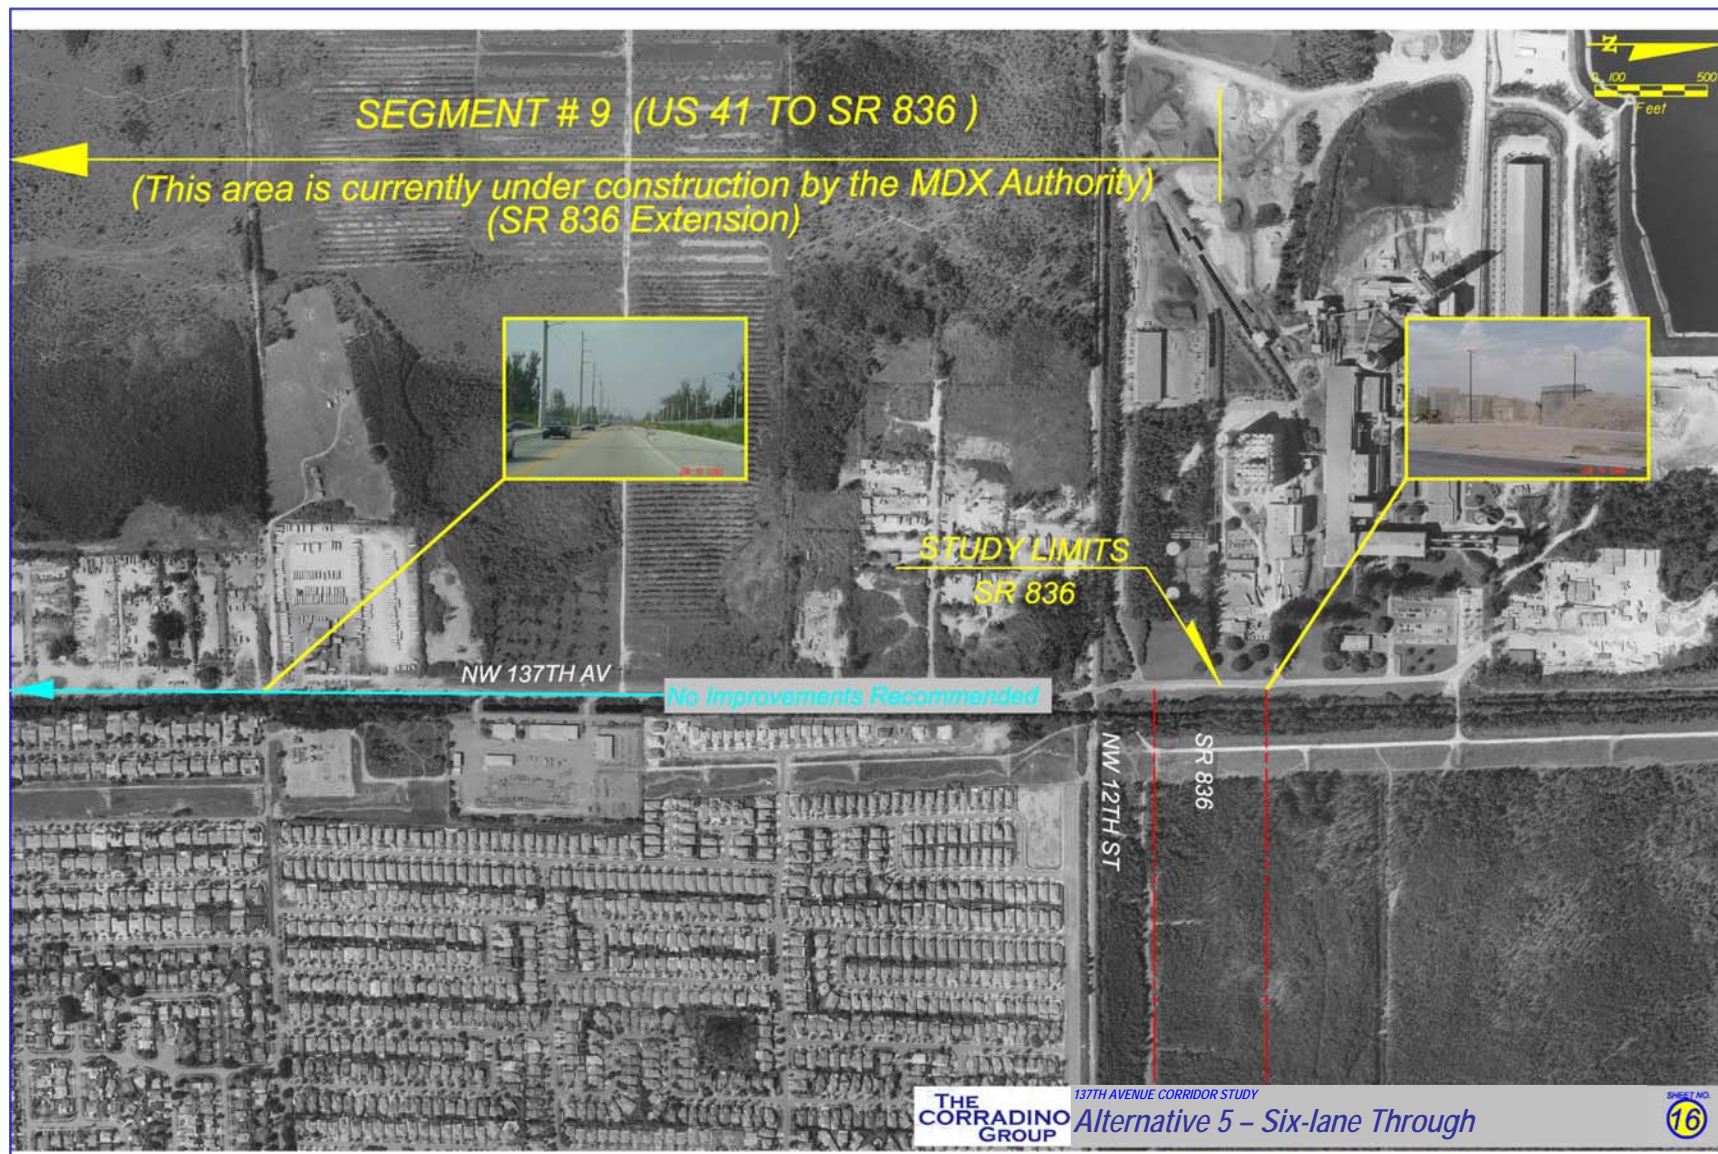 N
0 100 500
Feet
SEGMENT # 9 (US 41 TO SR 836 )
(This area is currently under construction by the MDX Authority)
(SR 836 Extension)
STUDY LIMITS
SR 836
NW 137TH AV
No Improvements Recommended
NW 12TH ST
SR 836
THE
CORRADINO
GROUP
137TH AVENUE CORRIDOR STUDY
Alternative 5 – Six-lane Through
SHEET NO.
16